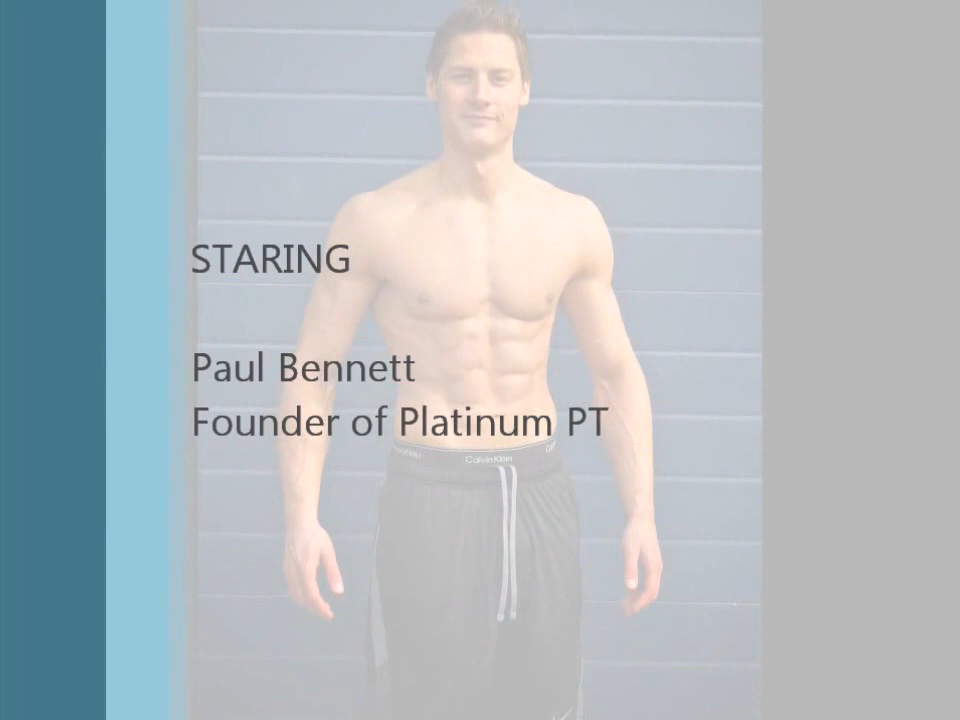 STARING
Paul Bennett
Founder of Platinum PT
Calvin Klein